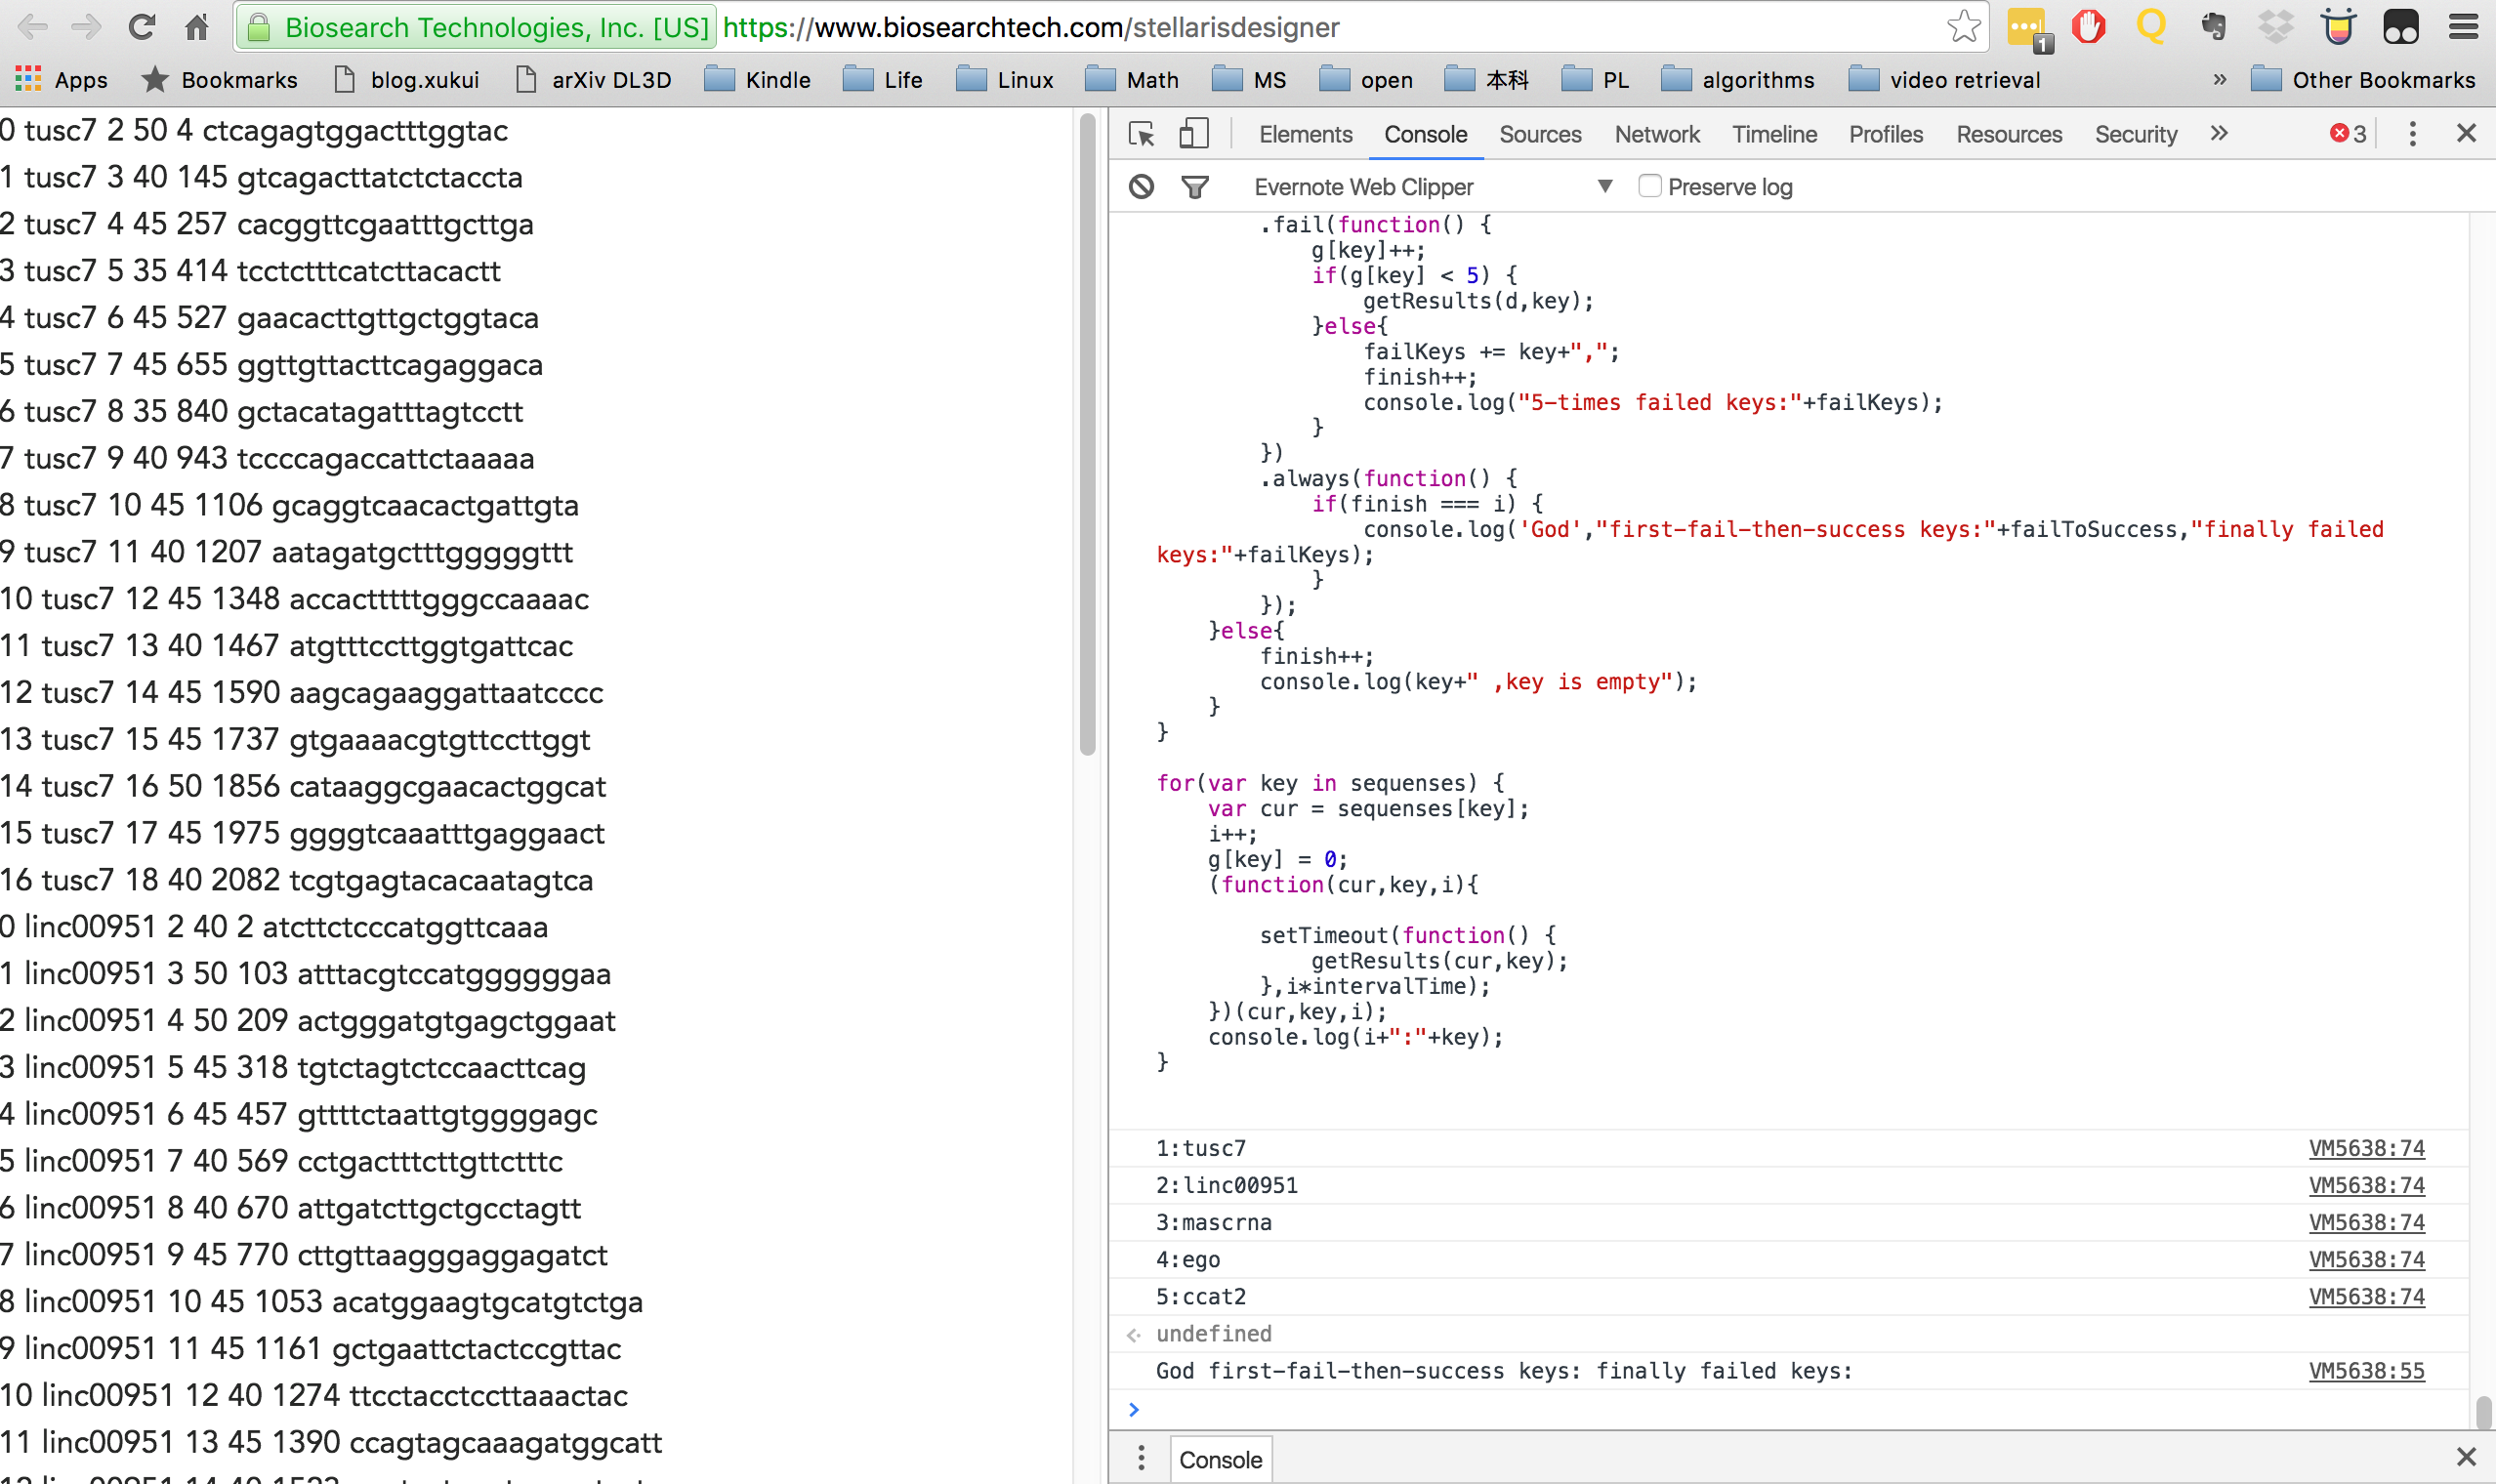 Biosearch Technologies, Inc. [US] https://www.biosearchtech.com/stellarisdesigner
1
Apps Bookmarks blog.xukui arXiv DL3D Kindle Life Linux Math MS open 本科 PL algorithms video retrieval » Other Bookmarks
0 tusc7 2 50 4 ctcagagtggactttggtac
1 tusc7 3 40 145 gtcagacttatctctaccta
2 tusc7 4 45 257 cacggttcgaatttgcttga
3 tusc7 5 35 414 tcctctttcatcttacactt
4 tusc7 6 45 527 gaacacttgttgctggtaca
5 tusc7 7 45 655 ggttgttacttcagaggaca
6 tusc7 8 35 840 gctacatagatttagtcctt
7 tusc7 9 40 943 tccccagaccattctaaaaa
8 tusc7 10 45 1106 gcaggtcaacactgattgta
9 tusc7 11 40 1207 aatagatgctttgggggttt
10 tusc7 12 45 1348 accactttttgggccaaaac
11 tusc7 13 40 1467 atgtttccttggtgattcac
12 tusc7 14 45 1590 aagcagaaggattaatcccc
13 tusc7 15 45 1737 gtgaaaacgtgttccttggt
14 tusc7 16 50 1856 cataaggcgaacactggcat
15 tusc7 17 45 1975 ggggtcaaatttgaggaact
16 tusc7 18 40 2082 tcgtgagtacacaatagtca
0 linc00951 2 40 2 atcttctcccatggttcaaa
1 linc00951 3 50 103 atttacgtccatgggggggaa
2 linc00951 4 50 209 actgggatgtgagctggaat
3 linc00951 5 45 318 tgtctagtctccaacttcag
4 linc00951 6 45 457 gttttctaattgtggggagc
5 linc00951 7 40 569 cctgactttcttgttctttc
6 linc00951 8 40 670 attgatcttgctgcctagtt
7 linc00951 9 45 770 cttgttaagggaggagatct
8 linc00951 10 45 1053 acatggaagtgcatgtctga
9 linc00951 11 45 1161 gctgaattctactccgttac
10 linc00951 12 40 1274 ttcctacctccttaaactac
11 linc00951 13 45 1390 ccagtagcaaagatggcatt
Elements Console Sources Network Timeline Profiles Resources Security » 3
Evernote Web Clipper ▼ Preserve log
.fail(function() {
g[key]++;
if(g[key] < 5) {
getResults(d,key);
}else{
failKeys += key+",";
finish++;
console.log("5-times failed keys:"+failKeys);
}
})
.always(function() {
if(finish === i) {
console.log('God',"first-fail-then-success keys:"+failToSuccess,"finally failed
keys:"+failKeys);
}
});
}else{
finish++;
console.log(key+" ,key is empty");
}
}
for(var key in sequenses) {
var cur = sequenses[key];
i++;
g[key] = 0;
(function(cur,key,i){
setTimeout(function() {
getResults(cur,key);
},i*intervalTime);
})(cur,key,i);
console.log(i+":"+key);
}
1:tusc7 VM5638:74
2:linc00951 VM5638:74
3:mascrna VM5638:74
4:ego VM5638:74
5:ccat2 VM5638:74
undefined
God first-fail-then-success keys: finally failed keys: VM5638:55
Console